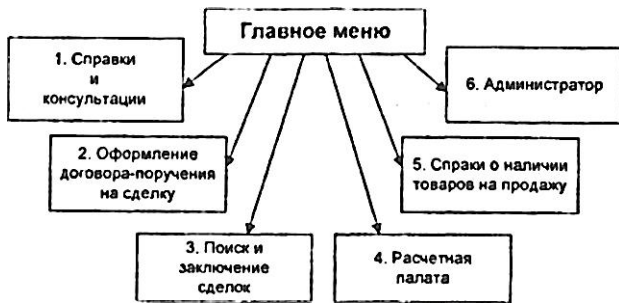 Главное меню
1. Справки
и
консультации
6. Администратор
2. Оформление
договора-поручения
на сделку
5. Спраки о наличии
товаров на продажу
3. Поиск и
заключение
сделок
4. Расчетная
палата